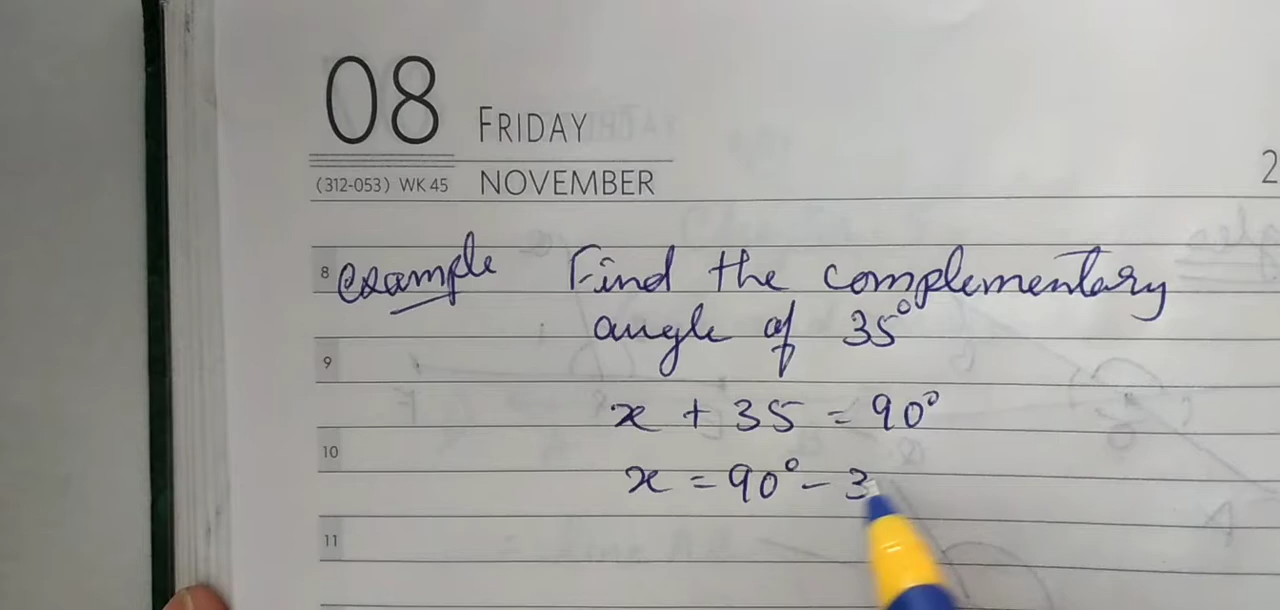 08 FRIDAY
(312-053) WK 45 NOVEMBER
2
8 example Find the complementary
angle of 35°
9
x + 35 = 90°
10
x = 90° - 3
11